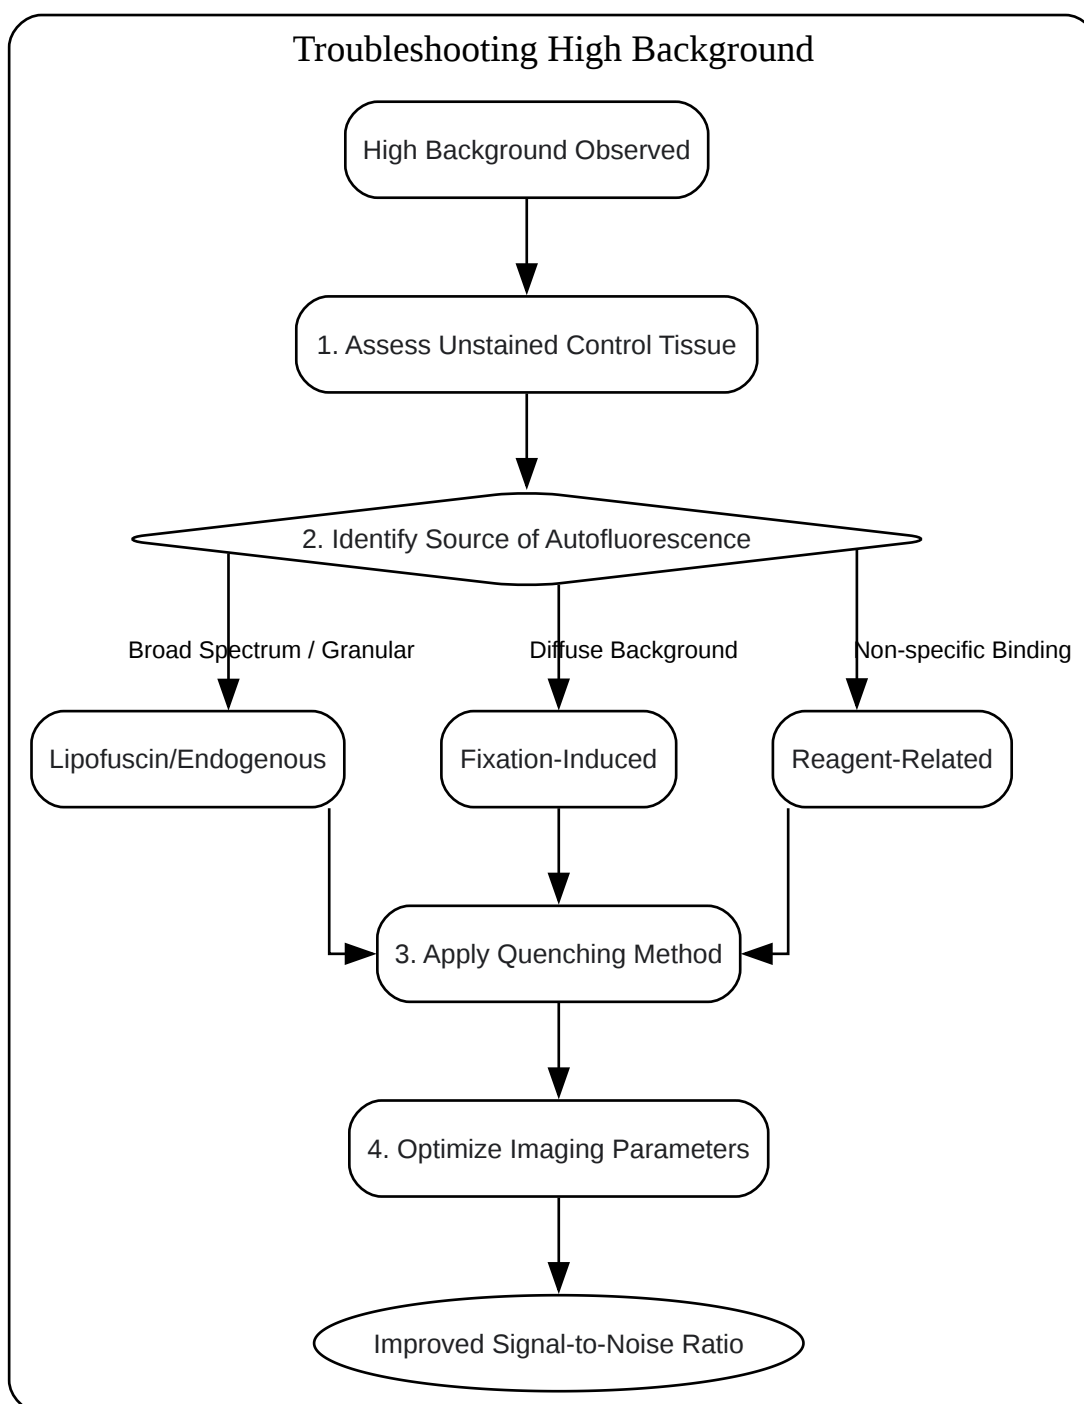 Troubleshooting High Background
High Background Observed
1. Assess Unstained Control Tissue
2. Identify Source of Autofluorescence
Broad Spectrum / Granular
Diffuse Background
Non-specific Binding
Lipofuscin/Endogenous
Fixation-Induced
Reagent-Related
3. Apply Quenching Method
4. Optimize Imaging Parameters
Improved Signal-to-Noise Ratio